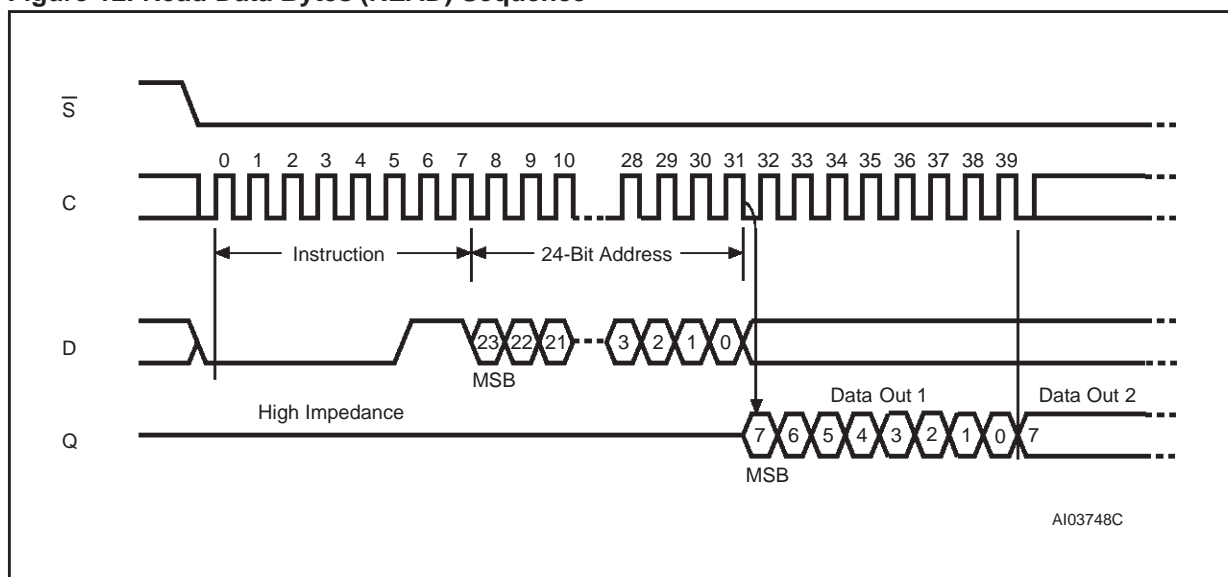 Figure 12. Read Data Bytes (READ) Sequence
S
0 1 2 3 4 5 6 7 8 9 10 28 29 30 31 32 33 34 35 36 37 38 39
C
Instruction 24-Bit Address
D 23 22 21 3 2 1 0
MSB
High Impedance Data Out 1 Data Out 2
Q 7 6 5 4 3 2 1 0 7
MSB
AI03748C